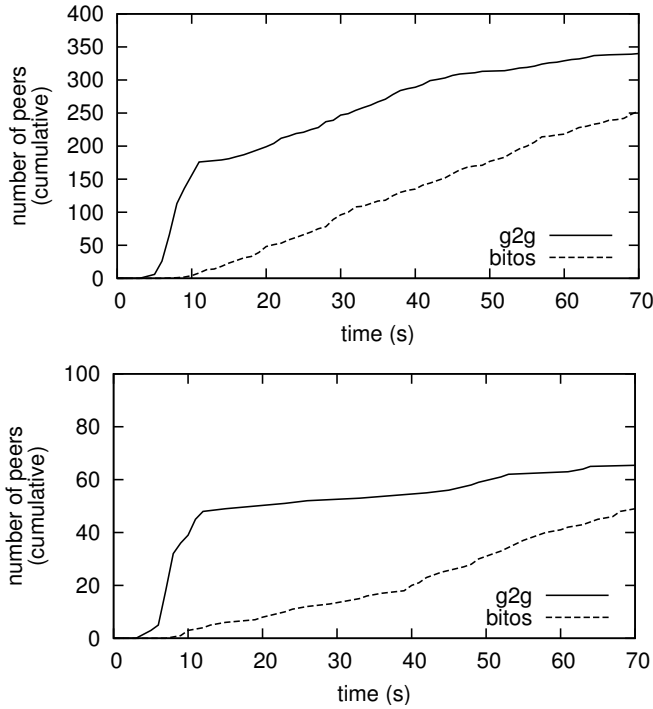 400
350
300
250
200
150
100
50
0
number of peers
(cumulative)
g2g
bitos
0 10 20 30 40 50 60 70
time (s)
100
80
60
40
20
0
number of peers
(cumulative)
g2g
bitos
0 10 20 30 40 50 60 70
time (s)